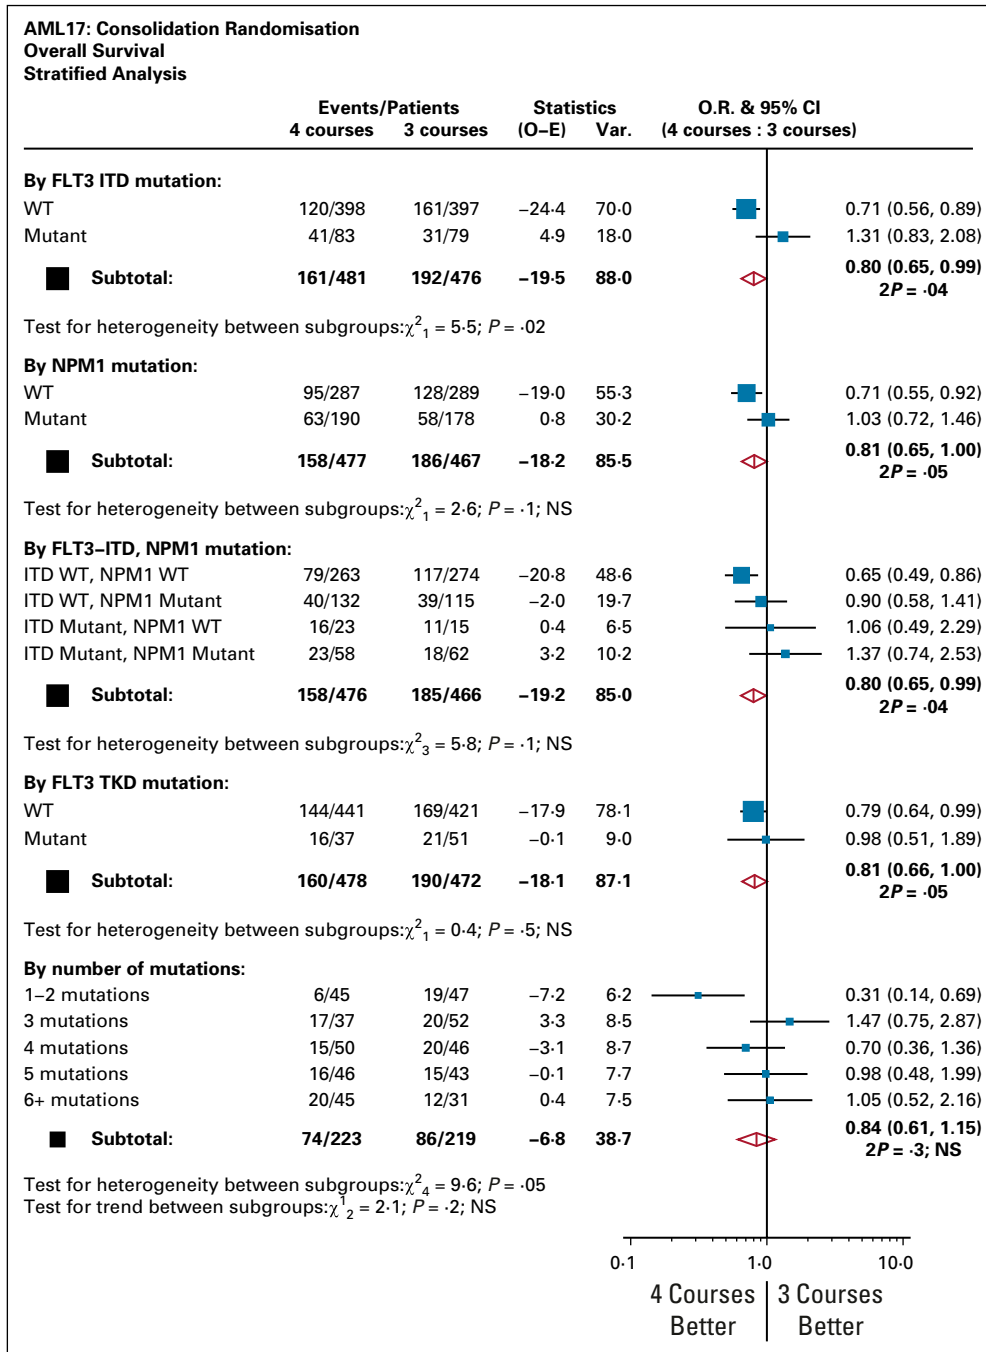 AML17: Consolidation Randomisation
Overall Survival
Stratified Analysis
Events/Patients Statistics O.R. & 95% CI
4 courses 3 courses (O–E) Var. (4 courses : 3 courses)
By FLT3 ITD mutation:
WT 120/398 161/397 –24·4 70·0 0·71 (0·56, 0·89)
Mutant 41/83 31/79 4·9 18·0 1·31 (0·83, 2·08)
Subtotal: 161/481 192/476 –19·5 88·0 0·80 (0·65, 0·99)
2P = ·04
Test for heterogeneity between subgroups:χ²₁ = 5·5; P = ·02
By NPM1 mutation:
WT 95/287 128/289 –19·0 55·3 0·71 (0·55, 0·92)
Mutant 63/190 58/178 0·8 30·2 1·03 (0·72, 1·46)
Subtotal: 158/477 186/467 –18·2 85·5 0·81 (0·65, 1·00)
2P = ·05
Test for heterogeneity between subgroups:χ²₁ = 2·6; P = ·1; NS
By FLT3–ITD, NPM1 mutation:
ITD WT, NPM1 WT 79/263 117/274 –20·8 48·6 0·65 (0·49, 0·86)
ITD WT, NPM1 Mutant 40/132 39/115 –2·0 19·7 0·90 (0·58, 1·41)
ITD Mutant, NPM1 WT 16/23 11/15 0·4 6·5 1·06 (0·49, 2·29)
ITD Mutant, NPM1 Mutant 23/58 18/62 3·2 10·2 1·37 (0·74, 2·53)
Subtotal: 158/476 185/466 –19·2 85·0 0·80 (0·65, 0·99)
2P = ·04
Test for heterogeneity between subgroups:χ²₃ = 5·8; P = ·1; NS
By FLT3 TKD mutation:
WT 144/441 169/421 –17·9 78·1 0·79 (0·64, 0·99)
Mutant 16/37 21/51 –0·1 9·0 0·98 (0·51, 1·89)
Subtotal: 160/478 190/472 –18·1 87·1 0·81 (0·66, 1·00)
2P = ·05
Test for heterogeneity between subgroups:χ²₁ = 0·4; P = ·5; NS
By number of mutations:
1–2 mutations 6/45 19/47 –7·2 6·2 0·31 (0·14, 0·69)
3 mutations 17/37 20/52 3·3 8·5 1·47 (0·75, 2·87)
4 mutations 15/50 20/46 –3·1 8·7 0·70 (0·36, 1·36)
5 mutations 16/46 15/43 –0·1 7·7 0·98 (0·48, 1·99)
6+ mutations 20/45 12/31 0·4 7·5 1·05 (0·52, 2·16)
Subtotal: 74/223 86/219 –6·8 38·7 0·84 (0·61, 1·15)
2P = ·3; NS
Test for heterogeneity between subgroups:χ²₄ = 9·6; P = ·05
Test for trend between subgroups:χ¹₂ = 2·1; P = ·2; NS
0·1 1·0 10·0
4 Courses 3 Courses
Better Better